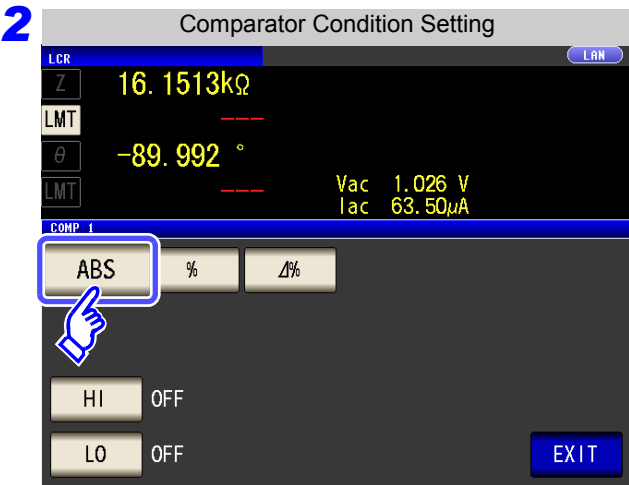 2
Comparator Condition Setting
LCR
LAN
Z 16.1513kΩ
LMT ---
θ -89.992 °
LMT ---
Vac 1.026 V
Iac 63.50μA
COMP 1
ABS % Δ%
HI OFF
LO OFF
EXIT